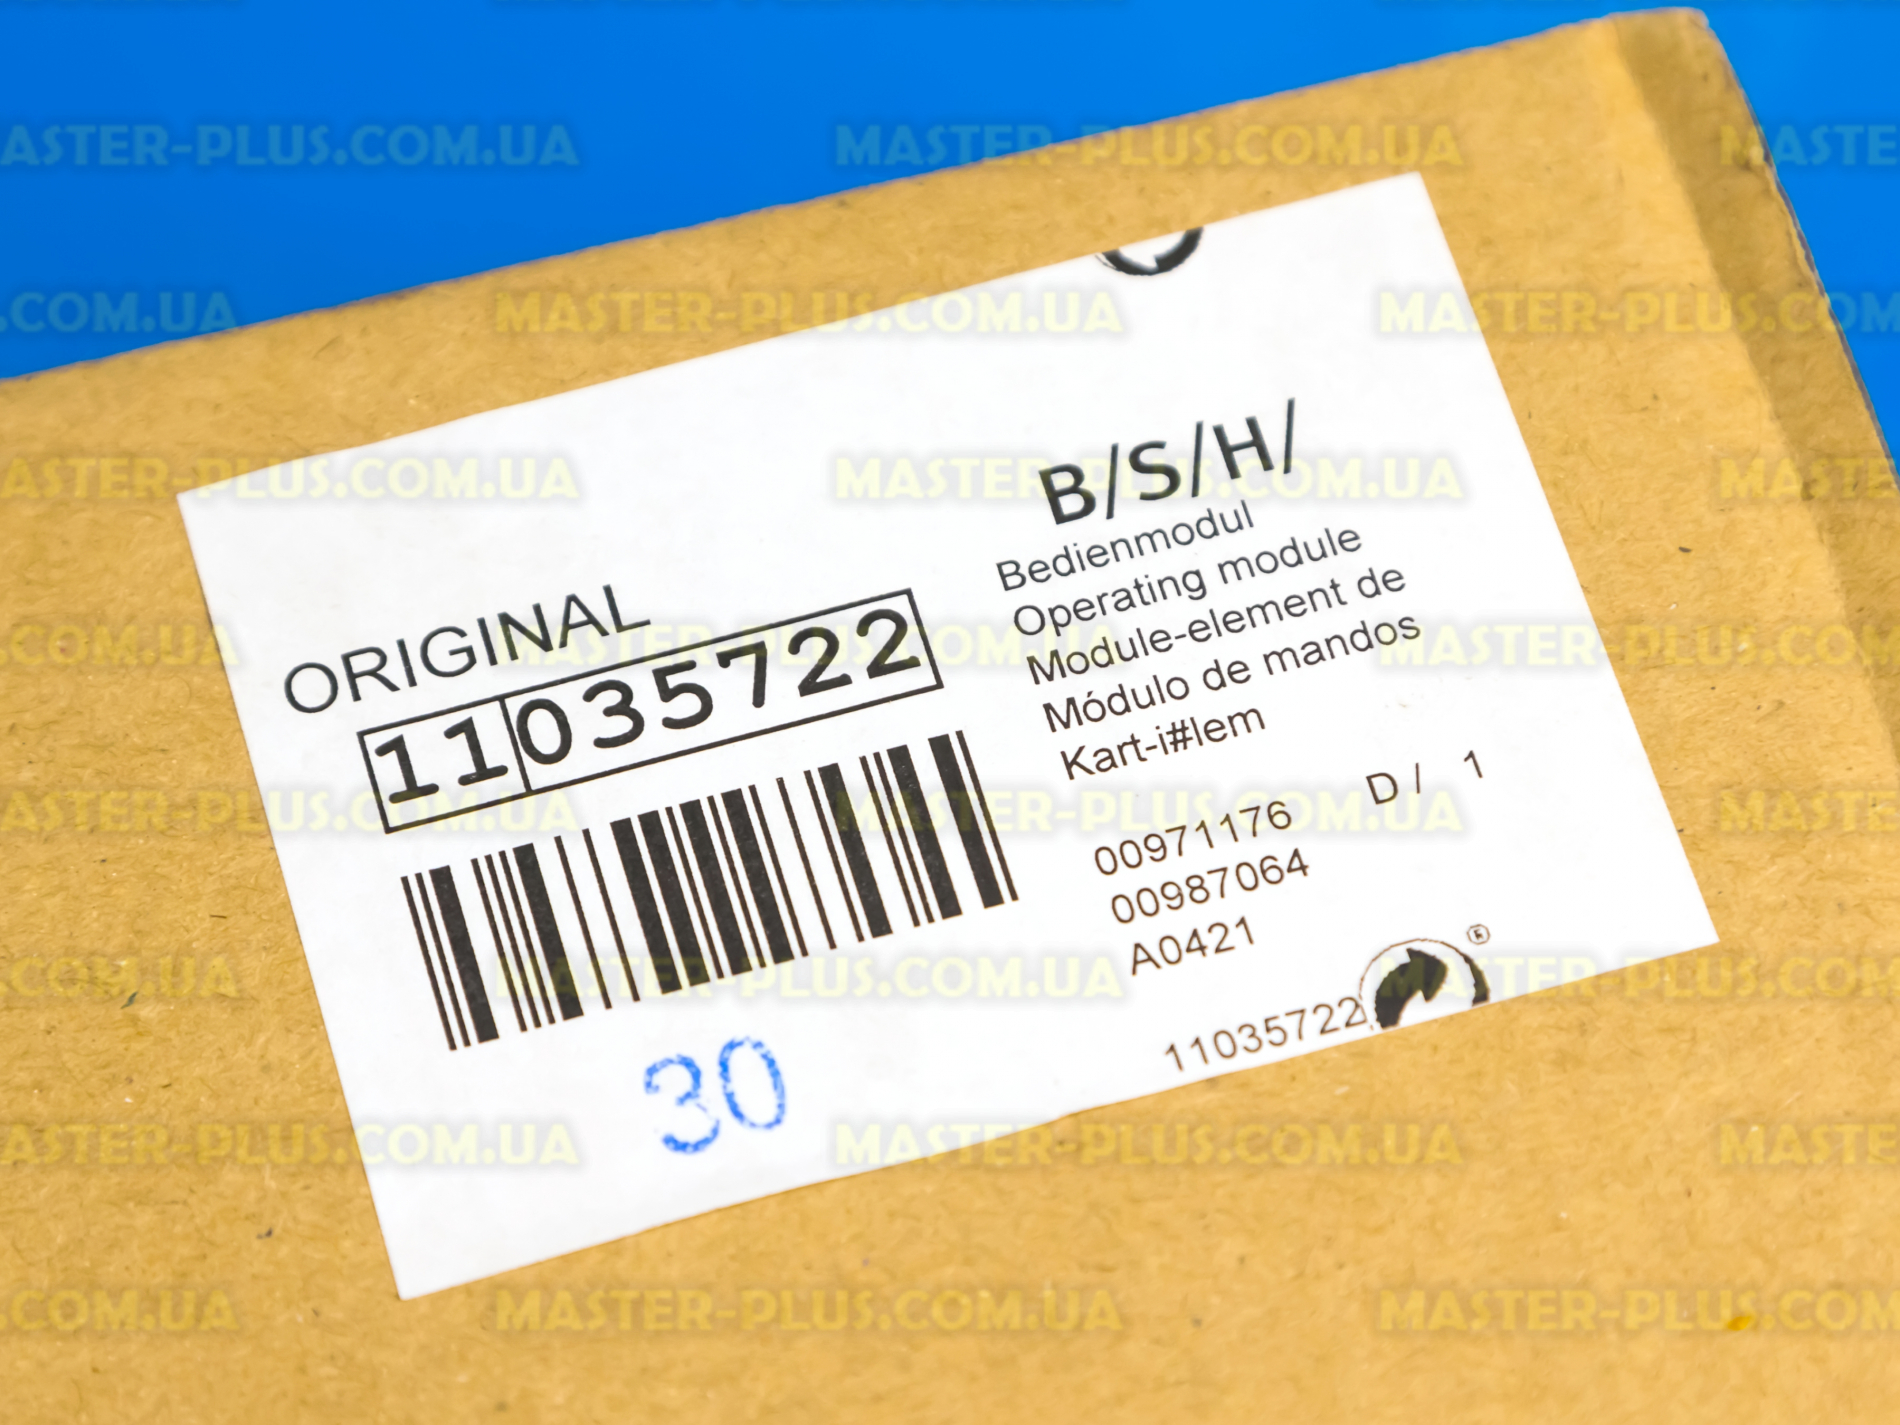 B/S/H/
Bedienmodul
Operating module
Module-element de
Módulo de mandos
Kart-i#lem
ORIGINAL
11035722
D / 1
00971176
00987064
A0421
11035722
®
30
MASTER-PLUS.COM.UA